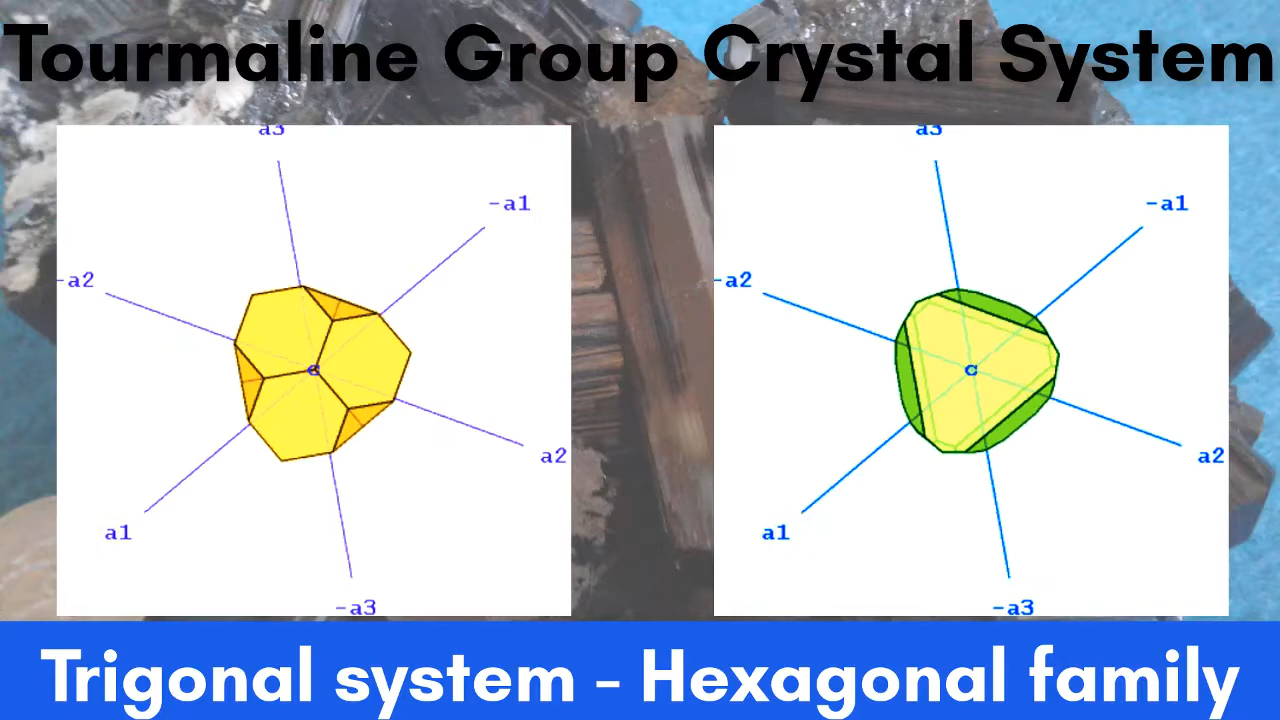 Tourmaline Group Crystal System
a3 a3
-a1 -a1
-a2 -a2
c c
a2 a2
a1 a1
-a3 -a3
Trigonal system - Hexagonal family